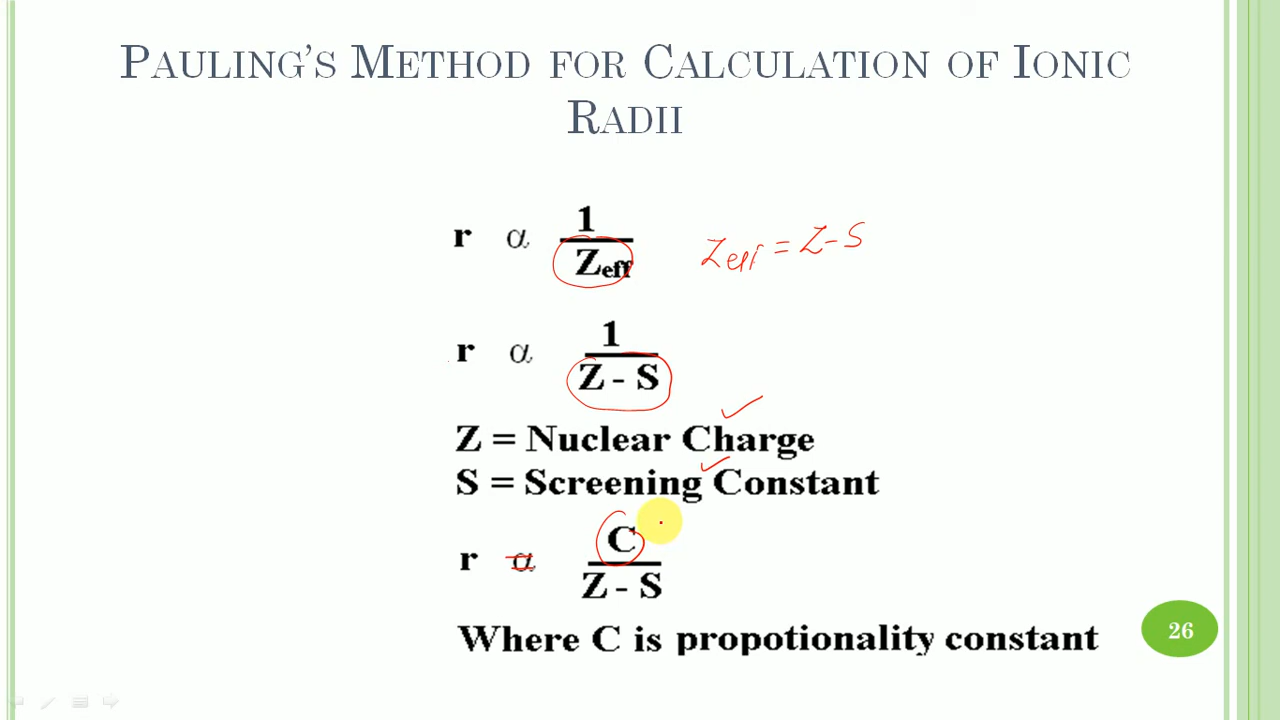 PAULING'S METHOD FOR CALCULATION OF IONIC
RADII
r α 1/Zeff
Zeff = Z-S
r α 1/Z - S
Z = Nuclear Charge
S = Screening Constant
r α C/Z - S
Where C is propotionality constant
26